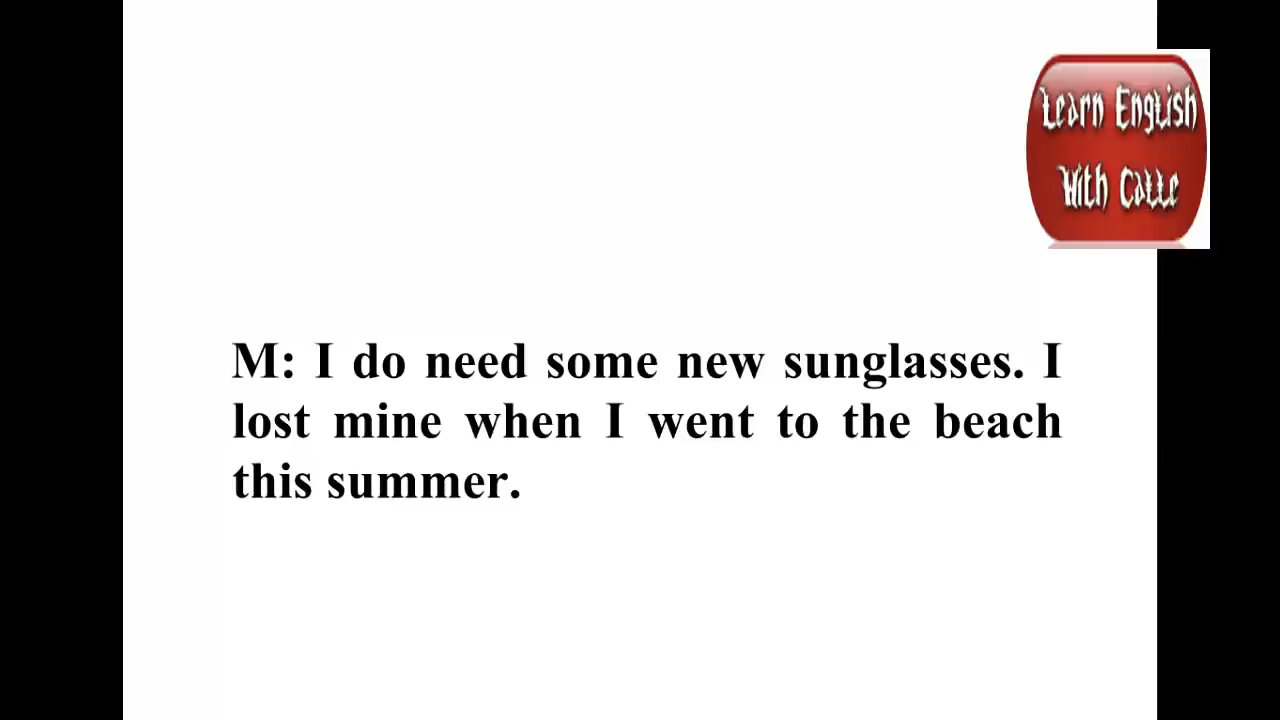 Learn English
With Catte
M: I do need some new sunglasses. I
lost mine when I went to the beach
this summer.